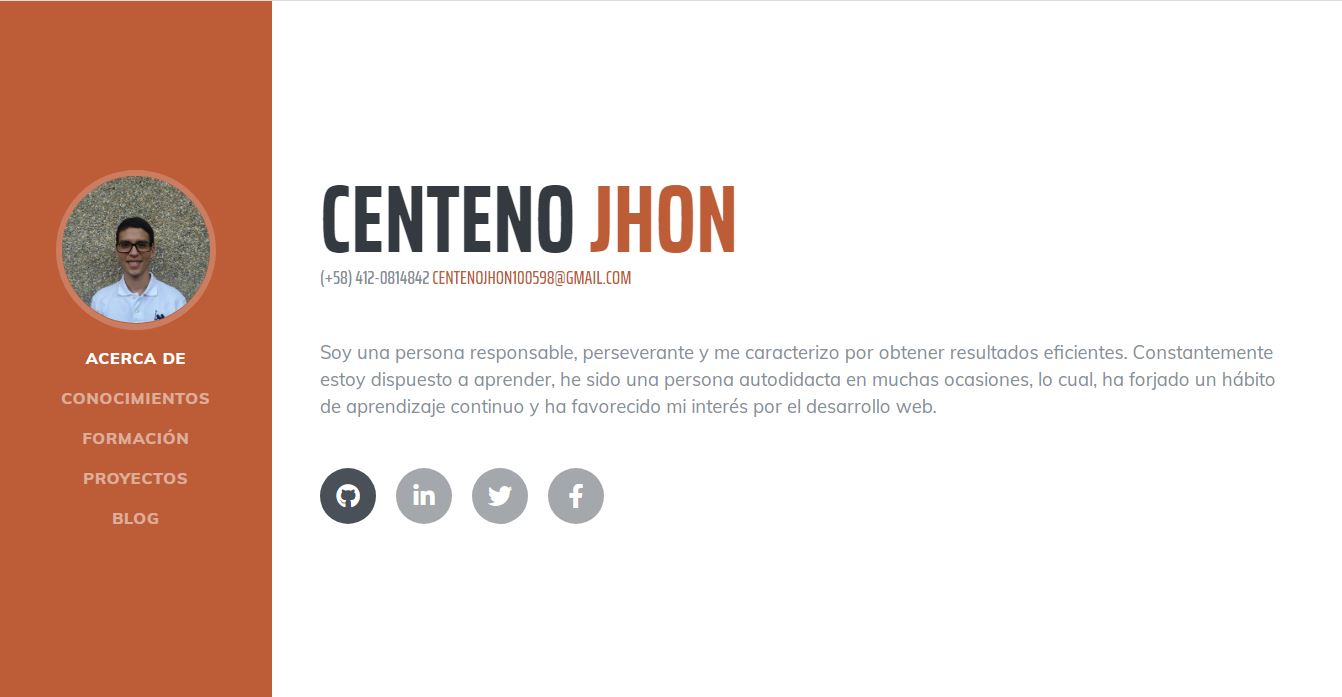 ACERCA DE
CONOCIMIENTOS
FORMACIÓN
PROYECTOS
BLOG
CENTENO JHON
(+58) 412-0814842 CENTENOJHON100598@GMAIL.COM
Soy una persona responsable, perseverante y me caracterizo por obtener resultados eficientes. Constantemente
estoy dispuesto a aprender, he sido una persona autodidacta en muchas ocasiones, lo cual, ha forjado un hábito
de aprendizaje continuo y ha favorecido mi interés por el desarrollo web.